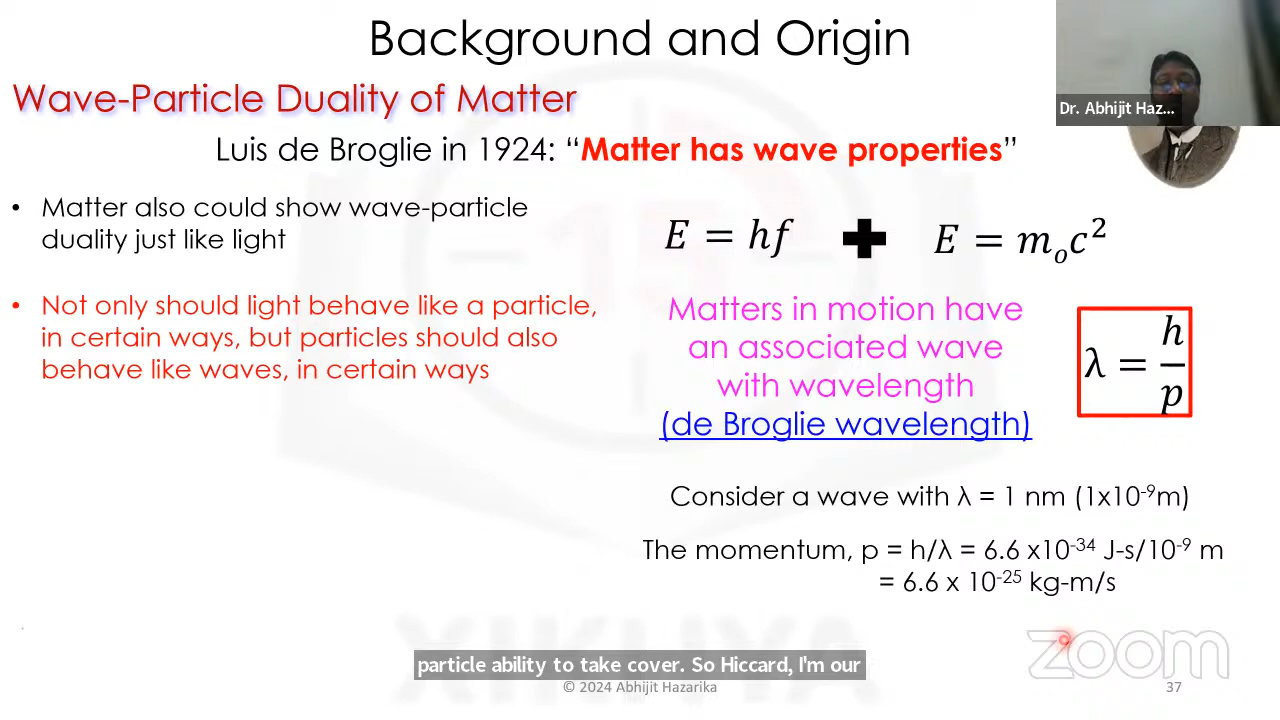 Background and Origin
Dr. Abhijit Haz...
Wave-Particle Duality of Matter
Luis de Broglie in 1924: “Matter has wave properties”
• Matter also could show wave-particle
duality just like light
• Not only should light behave like a particle,
in certain ways, but particles should also
behave like waves, in certain ways
E = hf + E = mₒc²
Matters in motion have
an associated wave
with wavelength
(de Broglie wavelength)
λ = h/p
Consider a wave with λ = 1 nm (1x10⁻⁹m)
The momentum, p = h/λ = 6.6 x10⁻³⁴ J-s/10⁻⁹ m
= 6.6 x 10⁻²⁵ kg-m/s
zoom
particle ability to take cover. So Hiccard, I'm our
© 2024 Abhijit Hazarika
37